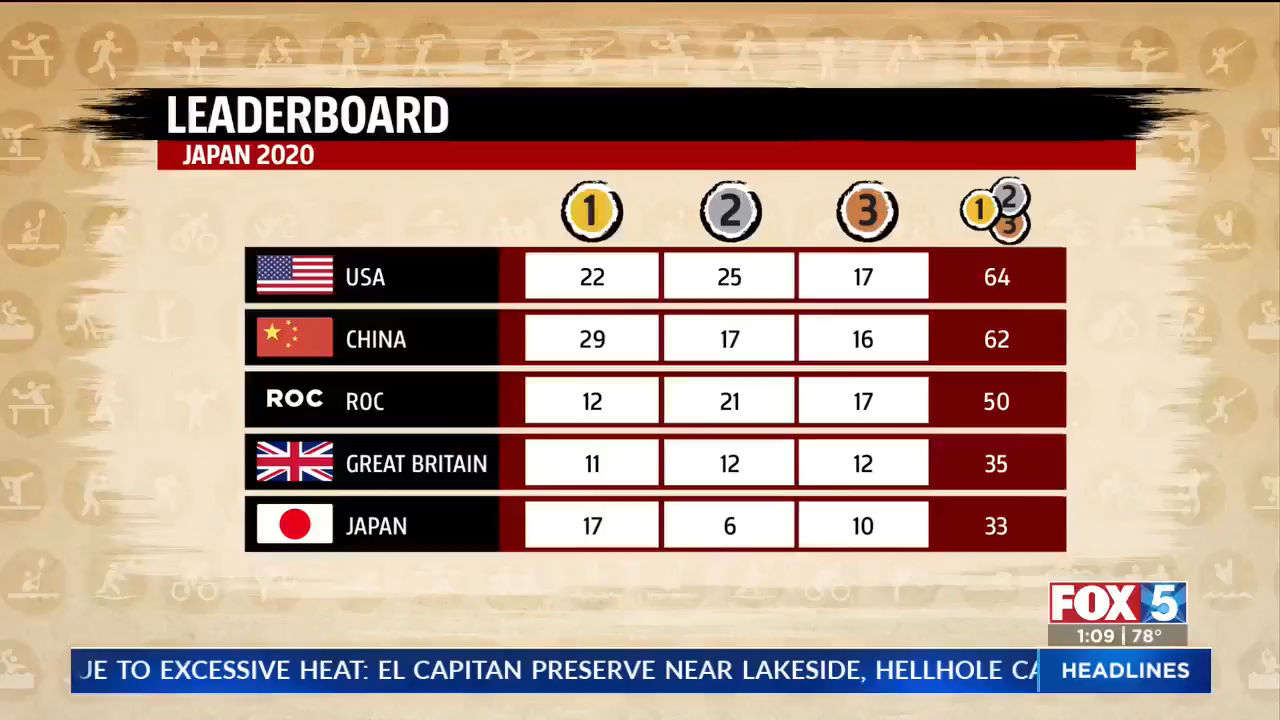 LEADERBOARD
JAPAN 2020
1 2 3 1 2 3
USA 22 25 17 64
CHINA 29 17 16 62
ROC ROC 12 21 17 50
GREAT BRITAIN 11 12 12 35
JAPAN 17 6 10 33
FOX 5
1:09 | 78°
TO EXCESSIVE HEAT: EL CAPITAN PRESERVE NEAR LAKESIDE, HELLHOLE
HEADLINES